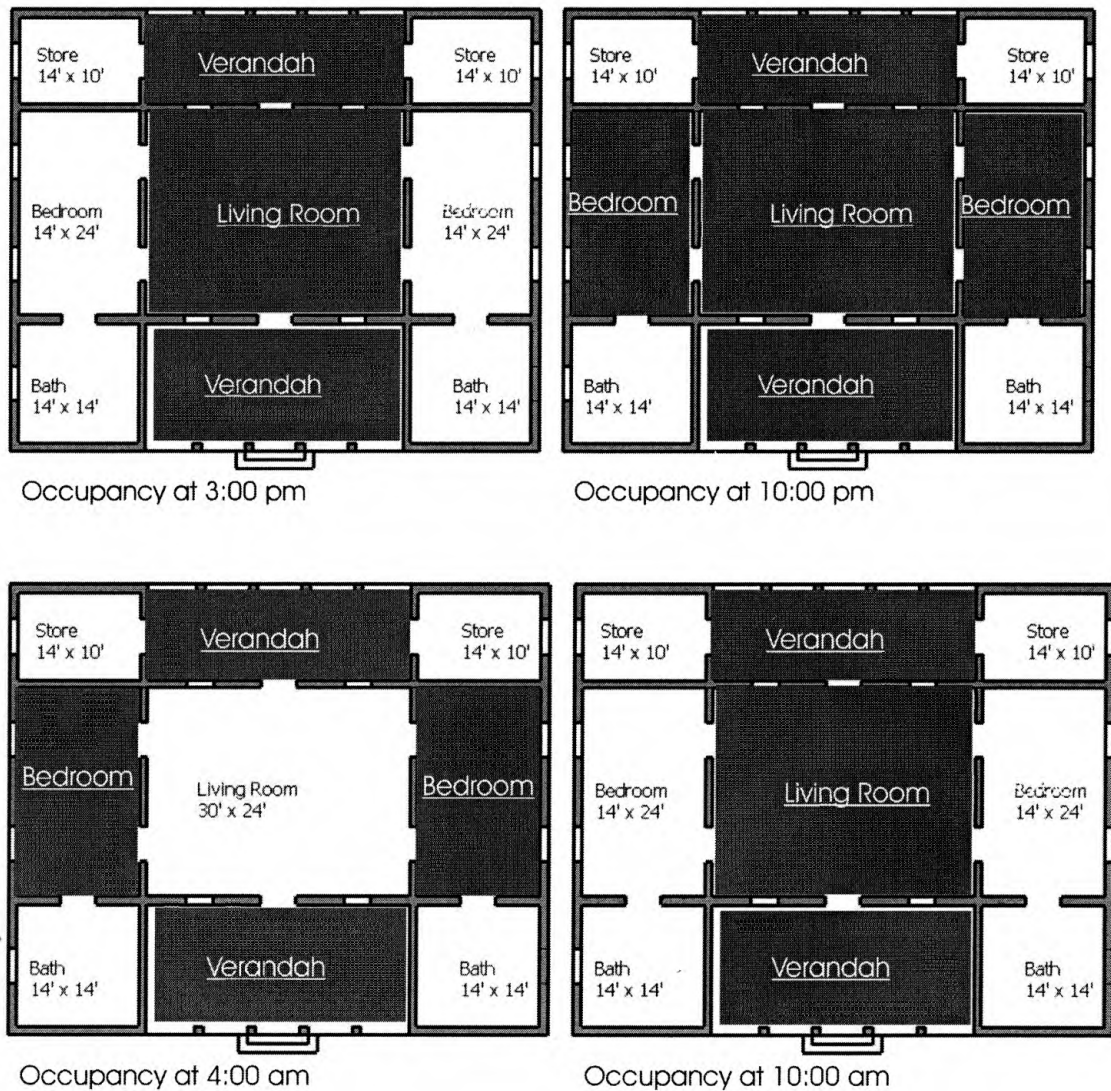 Store
14' x 10'
Verandah
Store
14' x 10'
Bedroom
14' x 24'
Living Room
Bedroom
14' x 24'
Bath
14' x 14'
Verandah
Bath
14' x 14'
Occupancy at 3:00 pm
Store
14' x 10'
Verandah
Store
14' x 10'
Bedroom
Living Room
Bedroom
Bath
14' x 14'
Verandah
Bath
14' x 14'
Occupancy at 10:00 pm
Store
14' x 10'
Verandah
Store
14' x 10'
Bedroom
Living Room
30' x 24'
Bedroom
Bath
14' x 14'
Verandah
Bath
14' x 14'
Occupancy at 4:00 am
Store
14' x 10'
Verandah
Store
14' x 10'
Bedroom
14' x 24'
Living Room
Bedroom
14' x 24'
Bath
14' x 14'
Verandah
Bath
14' x 14'
Occupancy at 10:00 am